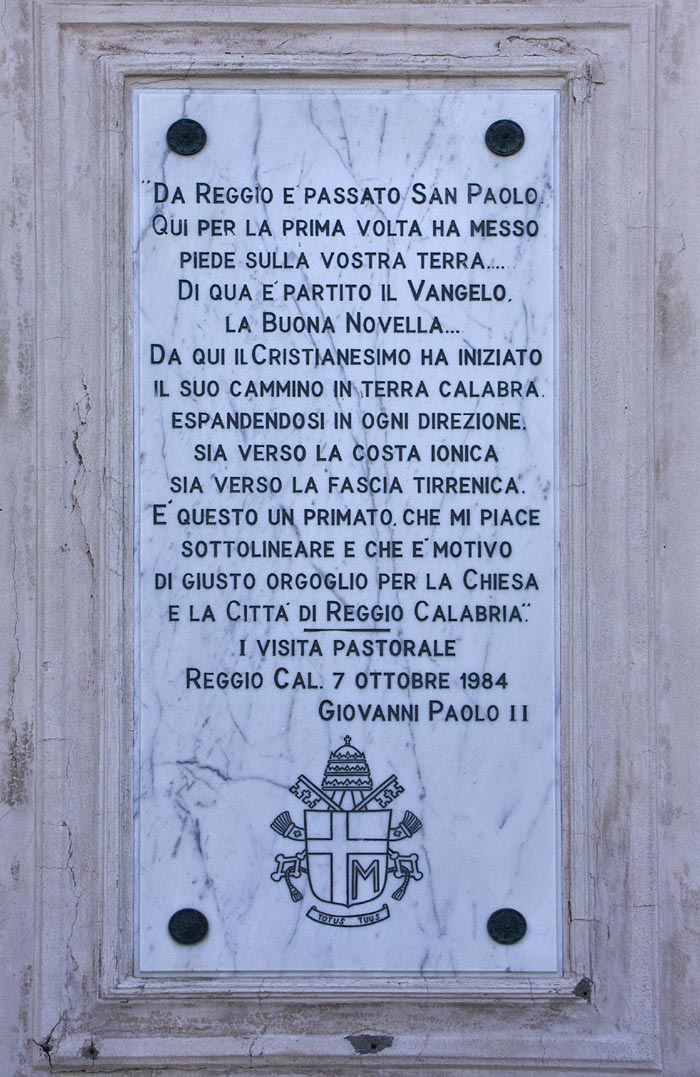 "Da Reggio e' passato San Paolo.
Qui per la prima volta ha messo
piede sulla vostra terra....
Di qua e' partito il Vangelo,
la Buona Novella...
Da qui il Cristianesimo ha iniziato
il suo cammino in terra calabra,
espandendosi in ogni direzione,
sia verso la costa ionica
sia verso la fascia tirrenica.
E' questo un primato, che mi piace
sottolineare e che e' motivo
di giusto orgoglio per la Chiesa
e la Citta' di Reggio Calabria".
I visita pastorale
Reggio Cal. 7 ottobre 1984
Giovanni Paolo II
M
TOTUS TUUS